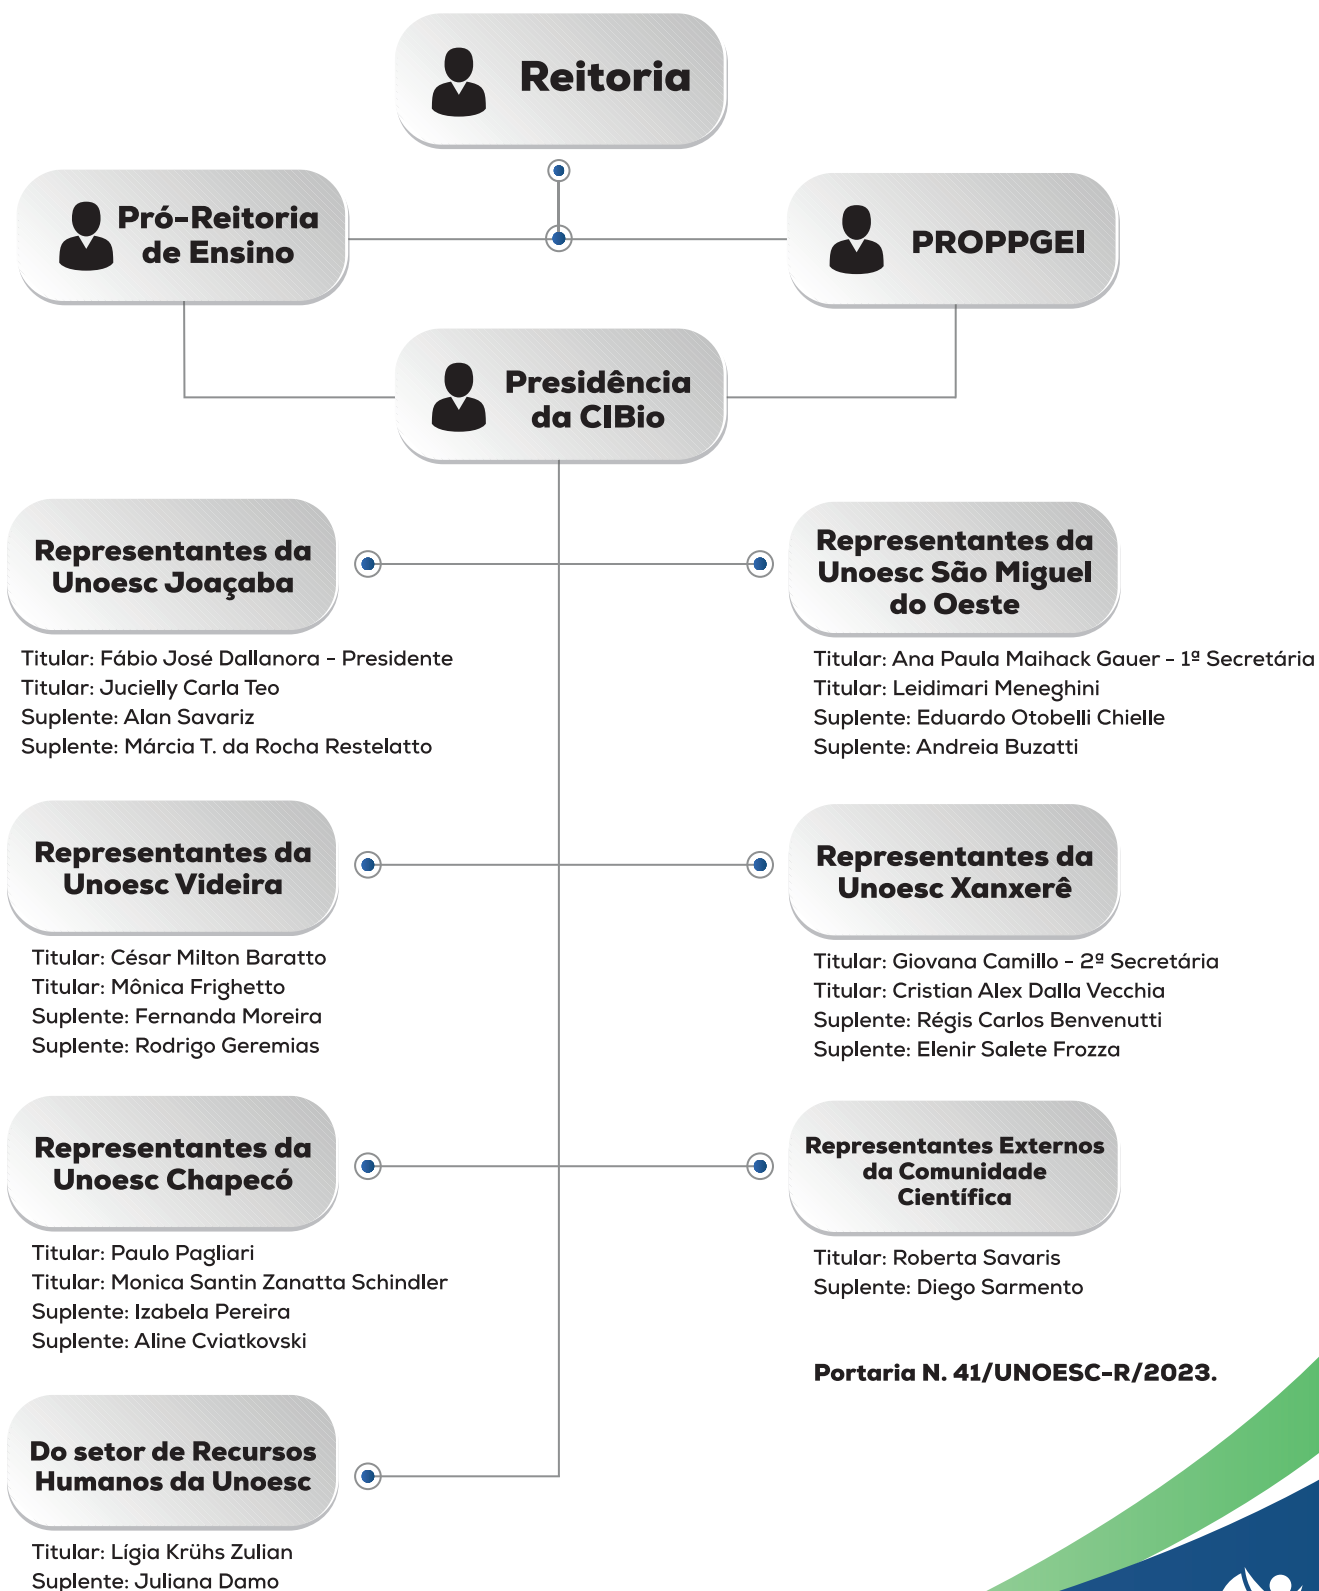 Reitoria
Pró-Reitoria
de Ensino
PROPPGEI
Presidência
da CIBio
Representantes da
Unoesc Joaçaba
Titular: Fábio José Dallanora - Presidente
Titular: Jucielly Carla Teo
Suplente: Alan Savariz
Suplente: Márcia T. da Rocha Restelatto
Representantes da
Unoesc São Miguel
do Oeste
Titular: Ana Paula Maihack Gauer - 1ª Secretária
Titular: Leidimari Meneghini
Suplente: Eduardo Otobelli Chielle
Suplente: Andreia Buzatti
Representantes da
Unoesc Videira
Titular: César Milton Baratto
Titular: Mônica Frighetto
Suplente: Fernanda Moreira
Suplente: Rodrigo Geremias
Representantes da
Unoesc Xanxerê
Titular: Giovana Camillo - 2ª Secretária
Titular: Cristian Alex Dalla Vecchia
Suplente: Régis Carlos Benvenutti
Suplente: Elenir Salete Frozza
Representantes da
Unoesc Chapecó
Titular: Paulo Pagliari
Titular: Monica Santin Zanatta Schindler
Suplente: Izabela Pereira
Suplente: Aline Cviatkovski
Representantes Externos
da Comunidade
Científica
Titular: Roberta Savaris
Suplente: Diego Sarmento
Portaria N. 41/UNOESC-R/2023.
Do setor de Recursos
Humanos da Unoesc
Titular: Lígia Krühs Zulian
Suplente: Juliana Damo